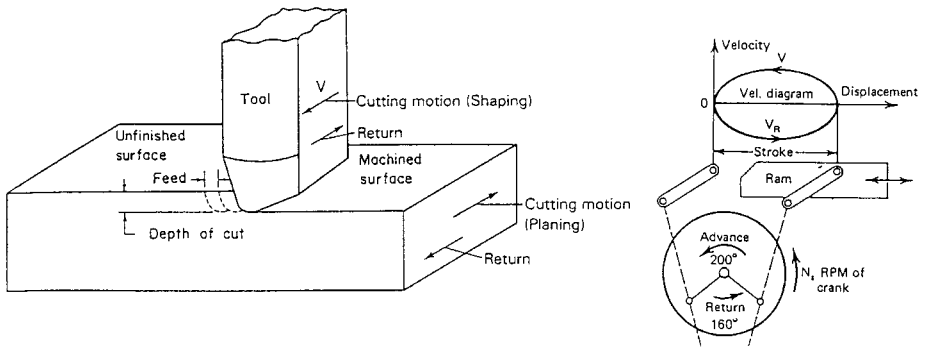 Tool
V
Cutting motion (Shaping)
Return
Unfinished
surface
Machined
surface
Feed
Depth of cut
Cutting motion
(Planing)
Return
Velocity
V
Vel. diagram
Displacement
0
V_R
Stroke
Ram
Advance
200°
N, RPM of
crank
Return
160°